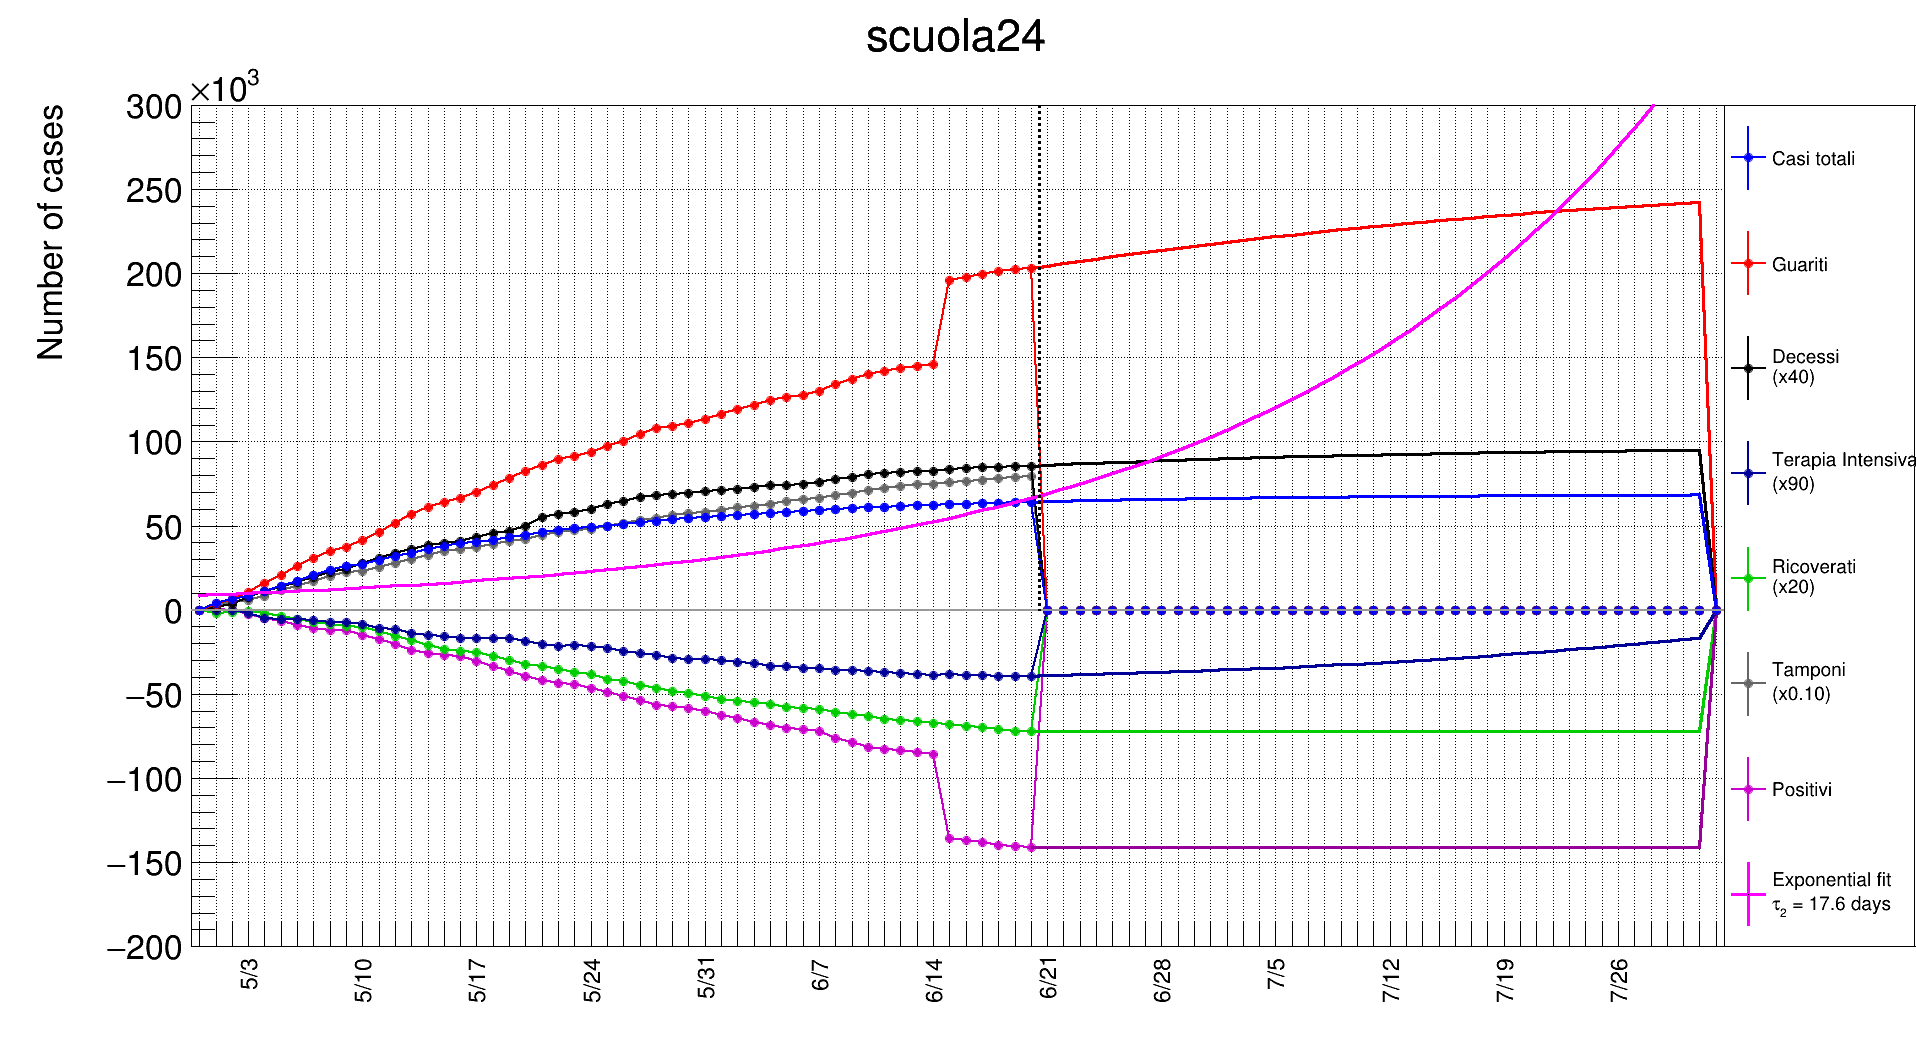 scuola24
×10³
Number of cases
300
250
200
150
100
50
0
−50
−100
−150
−200
5/3
5/10
5/17
5/24
5/31
6/7
6/14
6/21
6/28
7/5
7/12
7/19
7/26
Casi totali
Guariti
Decessi
(x40)
Terapia Intensiva
(x90)
Ricoverati
(x20)
Tamponi
(x0.10)
Positivi
Exponential fit
τ₂ = 17.6 days